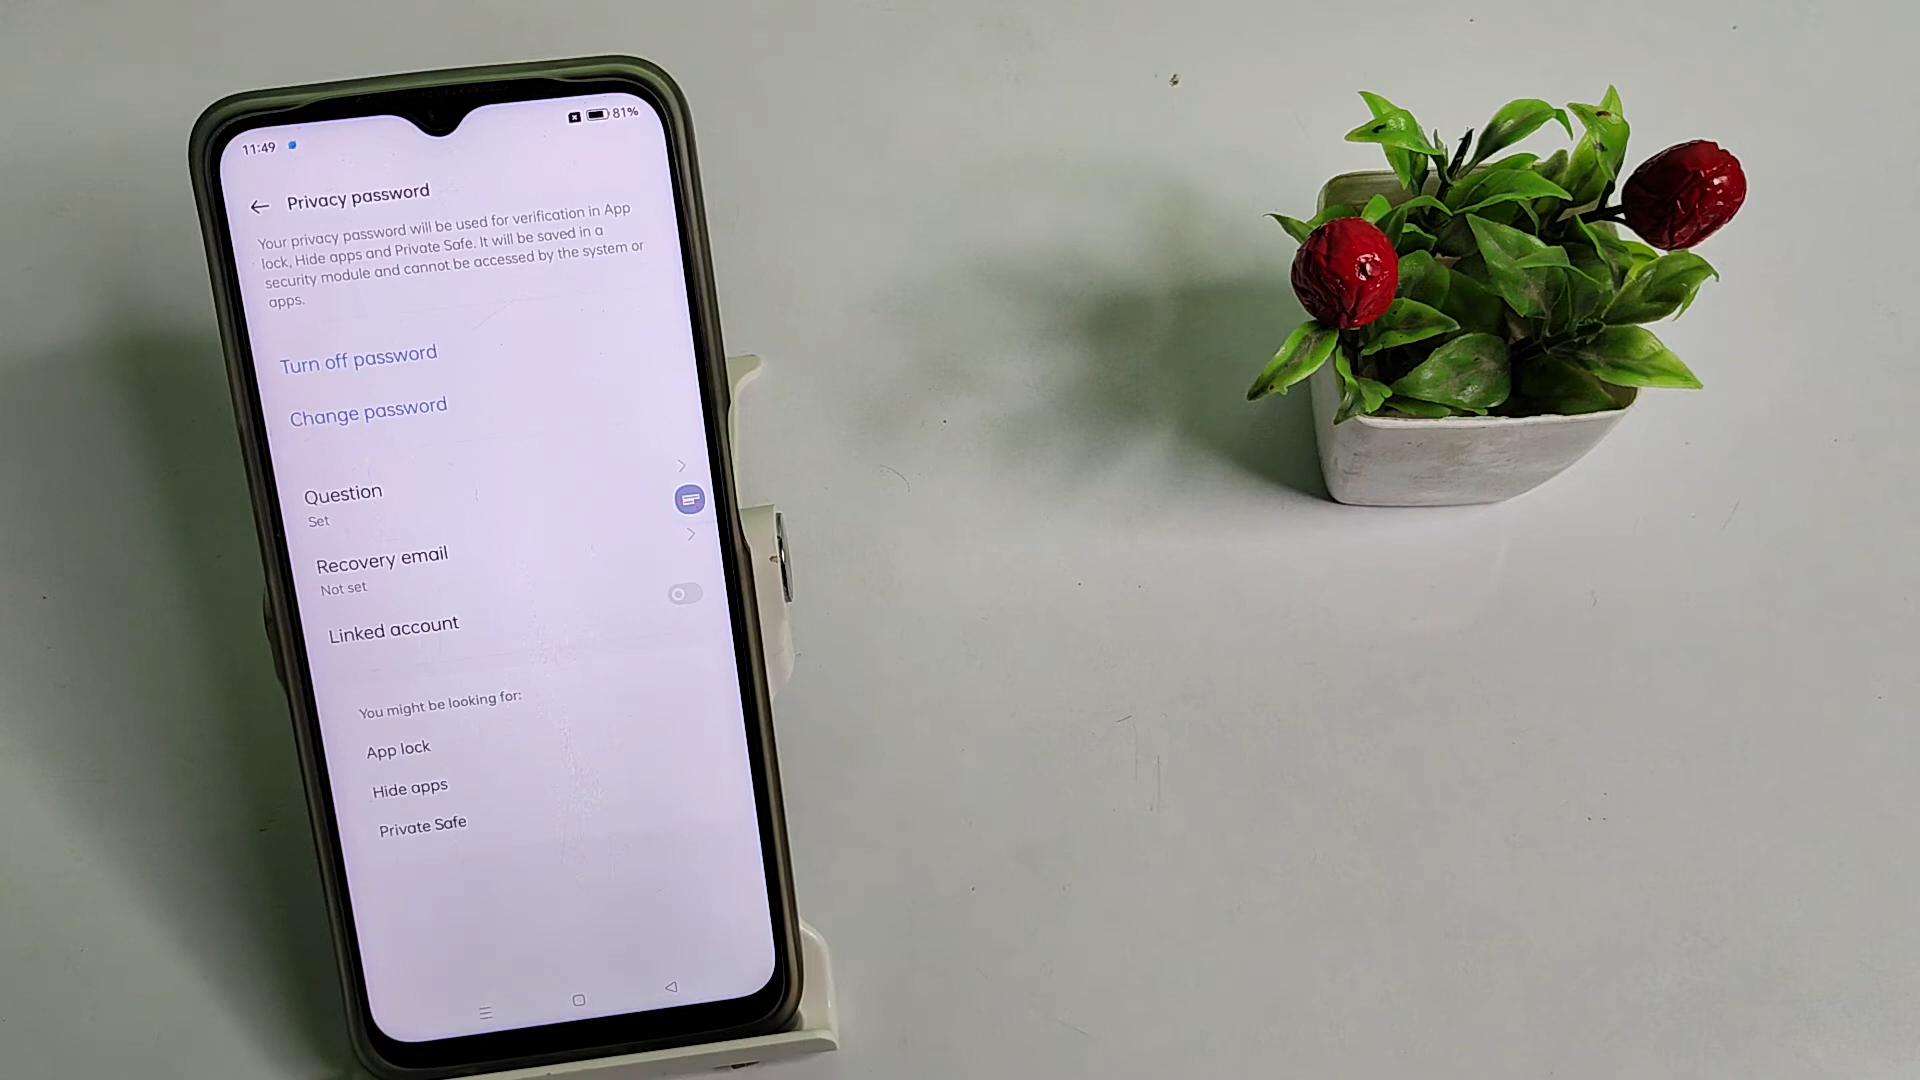 11:49
81%
Privacy password
Your privacy password will be used for verification in App
lock, Hide apps and Private Safe. It will be saved in a
security module and cannot be accessed by the system or
apps.
Turn off password
Change password
Question
Set
Recovery email
Not set
Linked account
You might be looking for:
App lock
Hide apps
Private Safe